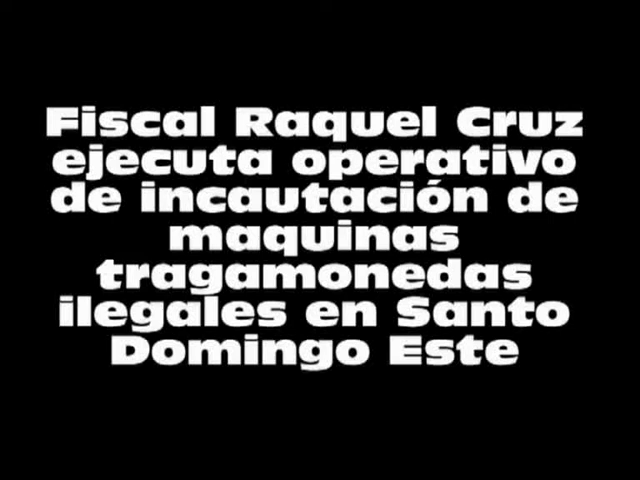 Fiscal Raquel Cruz
ejecuta operativo
de incautación de
maquinas
tragamonedas
ilegales en Santo
Domingo Este